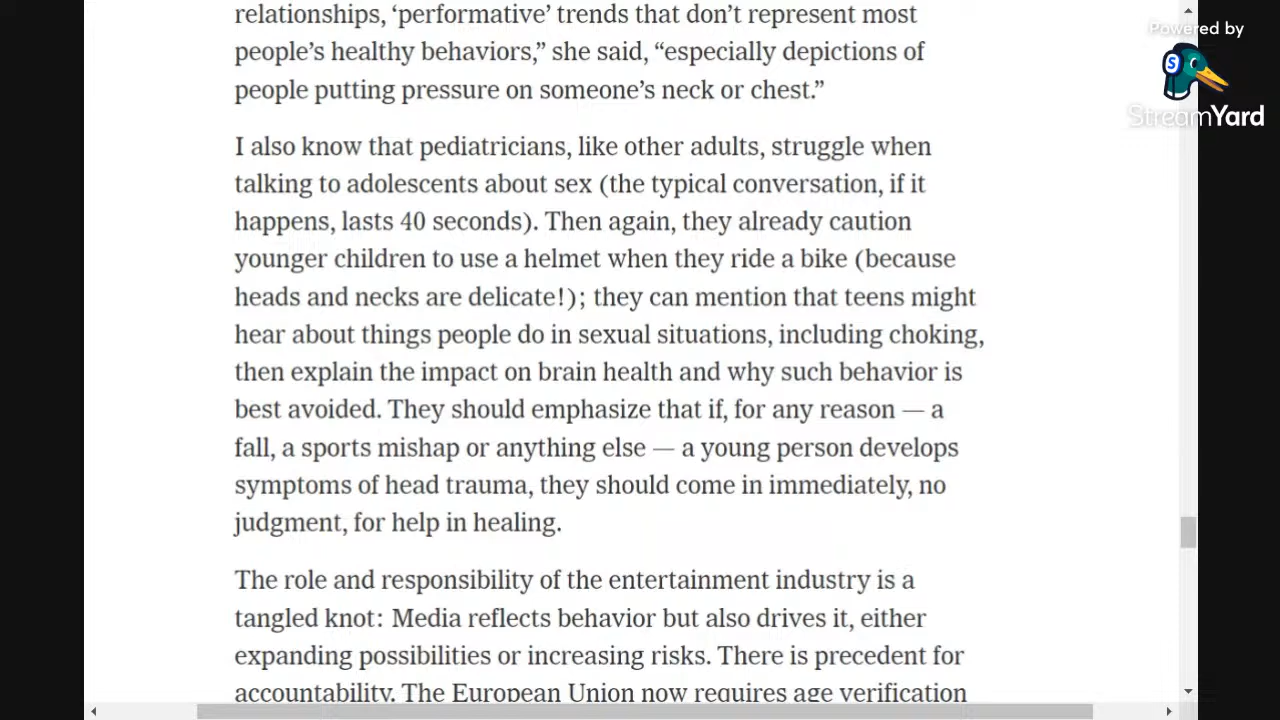 relationships, ‘performative’ trends that don’t represent most
people’s healthy behaviors,” she said, “especially depictions of
people putting pressure on someone’s neck or chest.”
I also know that pediatricians, like other adults, struggle when
talking to adolescents about sex (the typical conversation, if it
happens, lasts 40 seconds). Then again, they already caution
younger children to use a helmet when they ride a bike (because
heads and necks are delicate!); they can mention that teens might
hear about things people do in sexual situations, including choking,
then explain the impact on brain health and why such behavior is
best avoided. They should emphasize that if, for any reason — a
fall, a sports mishap or anything else — a young person develops
symptoms of head trauma, they should come in immediately, no
judgment, for help in healing.
The role and responsibility of the entertainment industry is a
tangled knot: Media reflects behavior but also drives it, either
expanding possibilities or increasing risks. There is precedent for
accountability. The European Union now requires age verification
Powered by
S
StreamYard